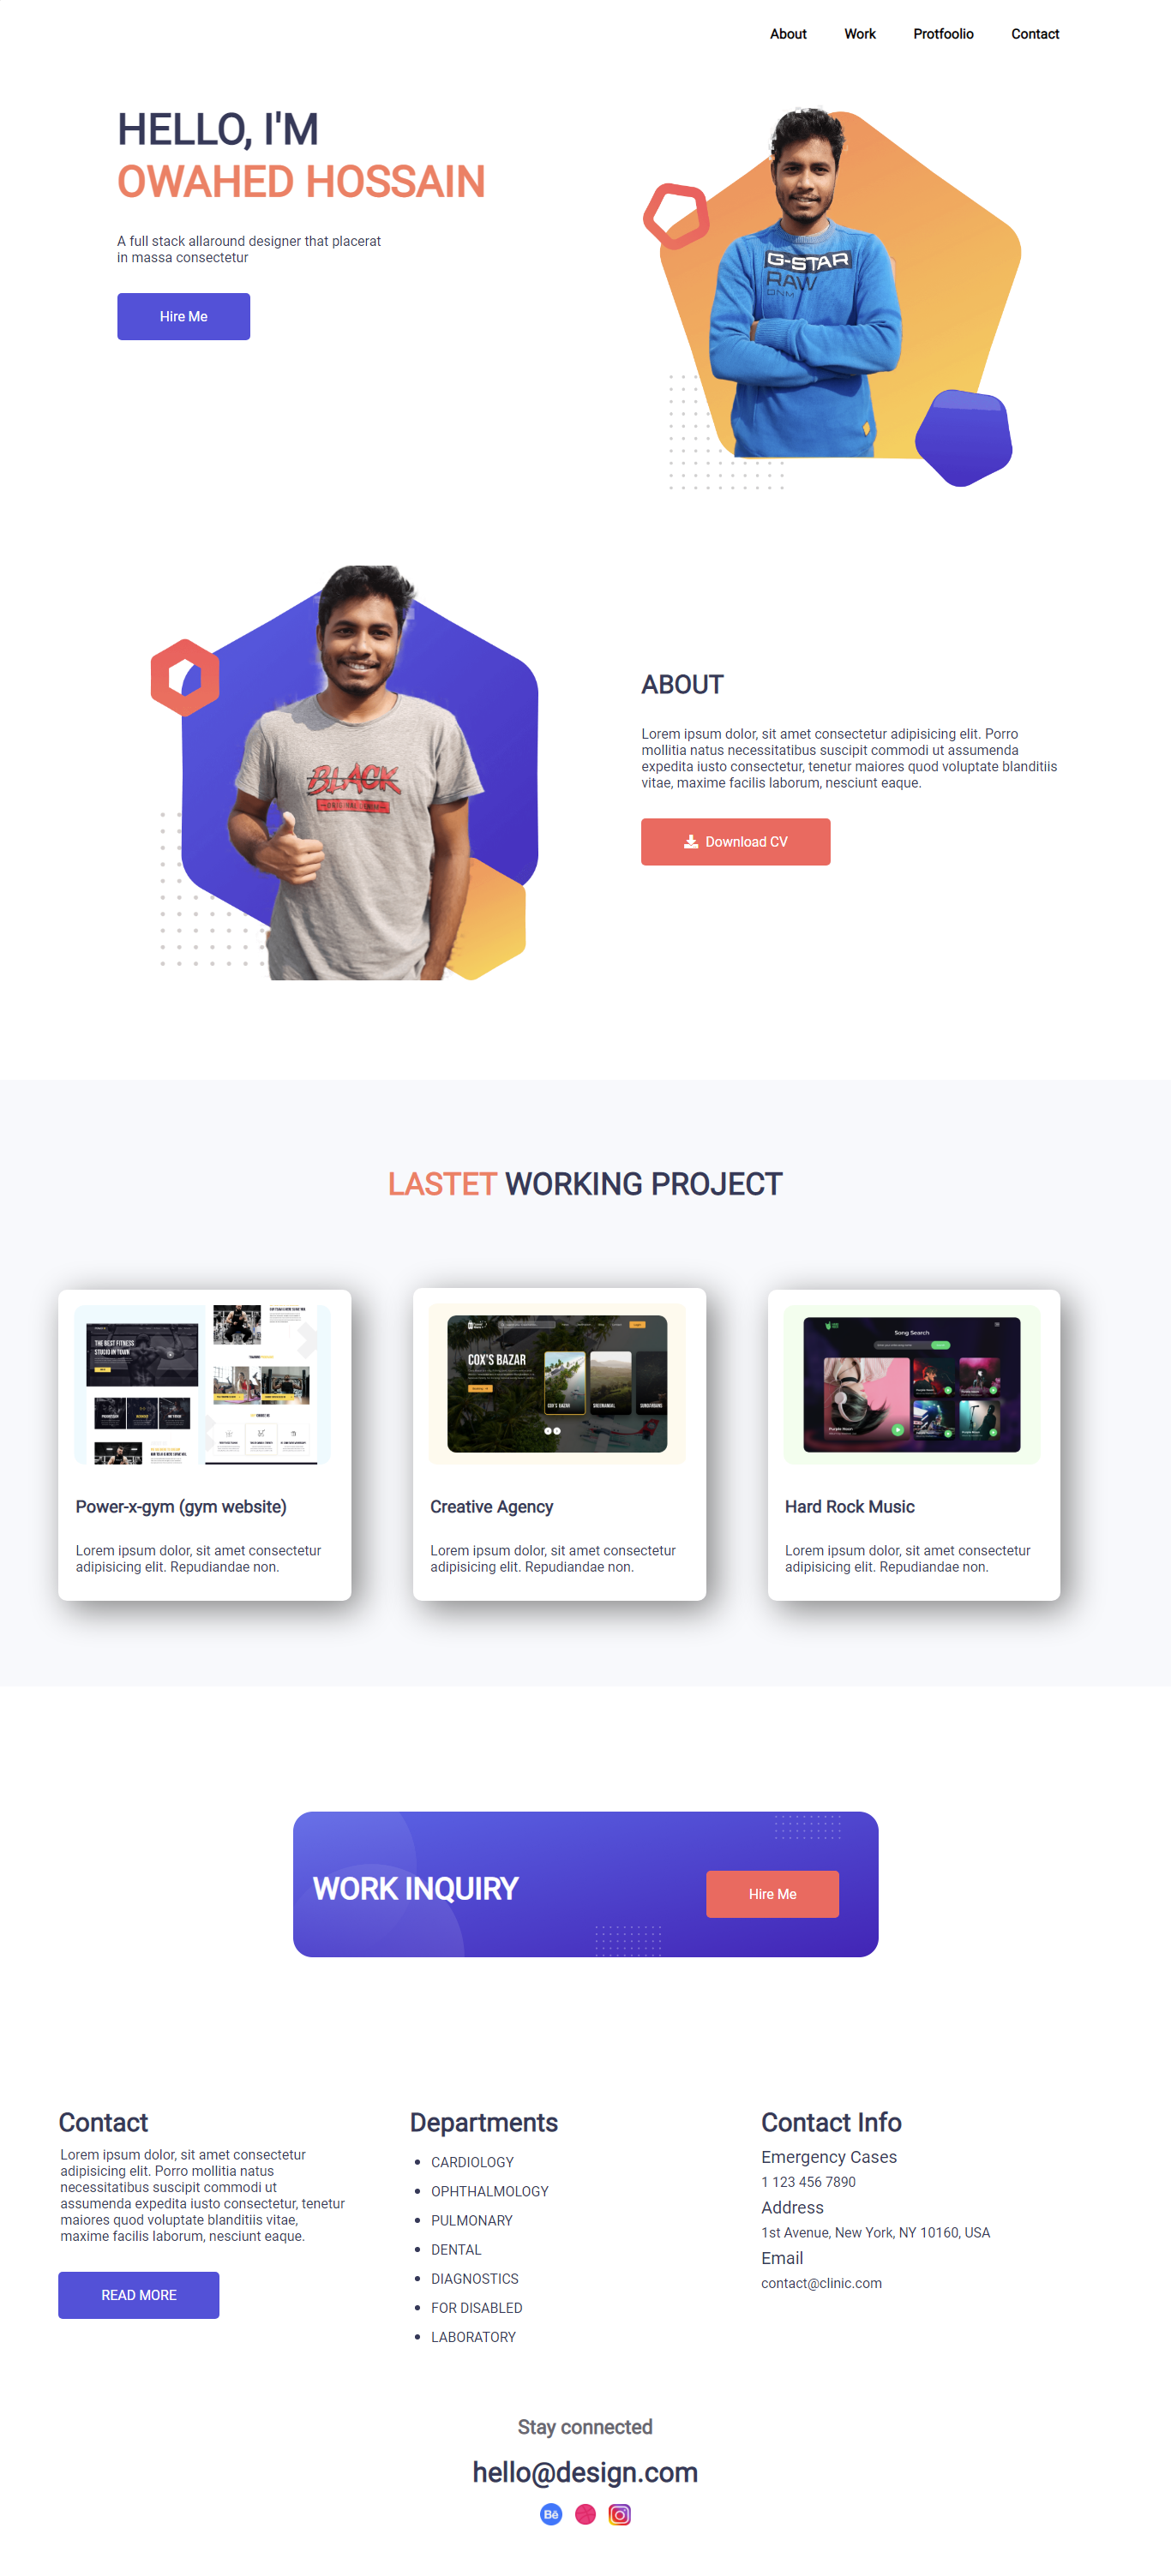 About Work Protfoolio Contact
HELLO, I'M
OWAHED HOSSAIN
A full stack allaround designer that placerat
in massa consectetur
Hire Me
G-STAR
RAW
DNM
BLACK
ABOUT
Lorem ipsum dolor, sit amet consectetur adipisicing elit. Porro
mollitia natus necessitatibus suscipit commodi ut assumenda
expedita iusto consectetur, tenetur maiores quod voluptate blanditiis
vitae, maxime facilis laborum, nesciunt eaque.
Download CV
LASTET WORKING PROJECT
THE BEST FITNESS
STUDIO IN TOWN
Power-x-gym (gym website)
Lorem ipsum dolor, sit amet consectetur
adipisicing elit. Repudiandae non.
COX'S BAZAR
COX'S BAZAR
SREEMANGAL
SUNDARBANS
Creative Agency
Lorem ipsum dolor, sit amet consectetur
adipisicing elit. Repudiandae non.
Song Search
Purple Moon
Hard Rock Music
Lorem ipsum dolor, sit amet consectetur
adipisicing elit. Repudiandae non.
WORK INQUIRY
Hire Me
Contact
Lorem ipsum dolor, sit amet consectetur
adipisicing elit. Porro mollitia natus
necessitatibus suscipit commodi ut
assumenda expedita iusto consectetur, tenetur
maiores quod voluptate blanditiis vitae,
maxime facilis laborum, nesciunt eaque.
READ MORE
Departments
CARDIOLOGY
OPHTHALMOLOGY
PULMONARY
DENTAL
DIAGNOSTICS
FOR DISABLED
LABORATORY
Contact Info
Emergency Cases
1 123 456 7890
Address
1st Avenue, New York, NY 10160, USA
Email
contact@clinic.com
Stay connected
hello@design.com
Bē